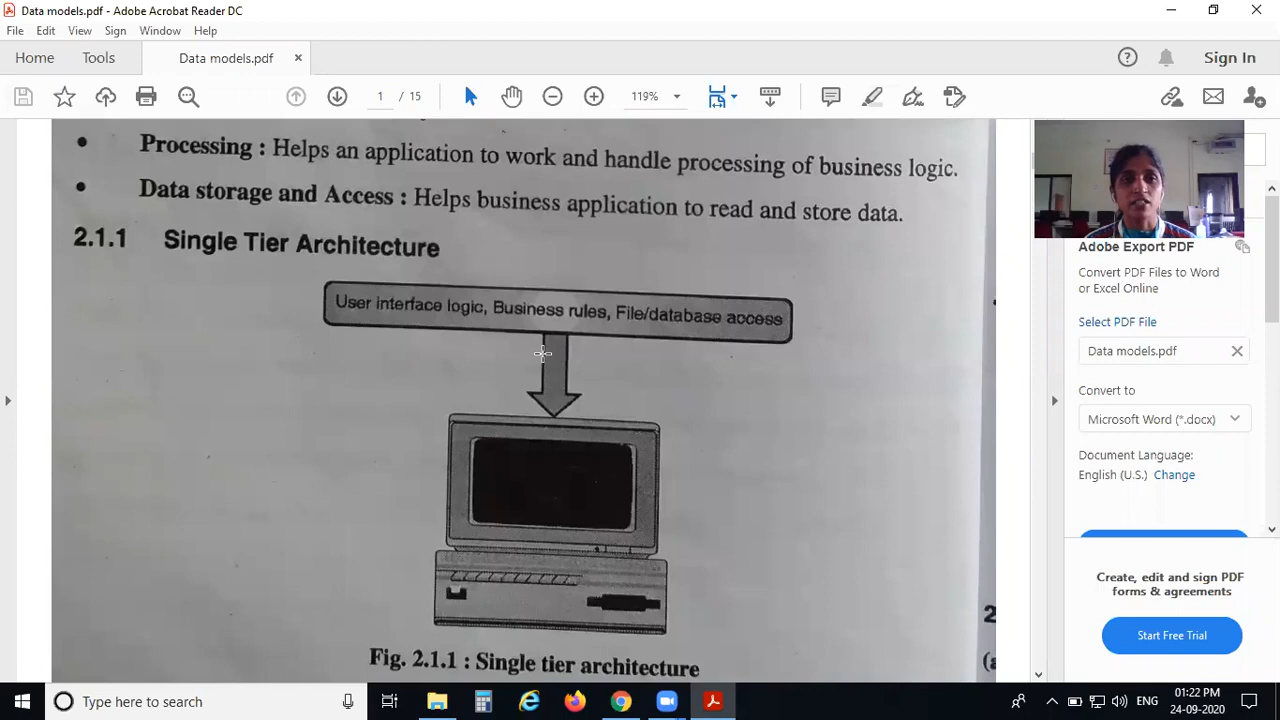 Data models.pdf - Adobe Acrobat Reader DC
File Edit View Sign Window Help
Home Tools Data models.pdf × Sign In
1 / 15 119%
• Processing : Helps an application to work and handle processing of business logic.
• Data storage and Access : Helps business application to read and store data.
2.1.1 Single Tier Architecture
User interface logic, Business rules, File/database access
Fig. 2.1.1 : Single tier architecture
2
(a
Adobe Export PDF
Convert PDF Files to Word
or Excel Online
Select PDF File
Data models.pdf
Convert to
Microsoft Word (*.docx)
Document Language:
English (U.S.) Change
Create, edit and sign PDF
forms & agreements
Start Free Trial
Type here to search
ENG
01:22 PM
24-09-2020